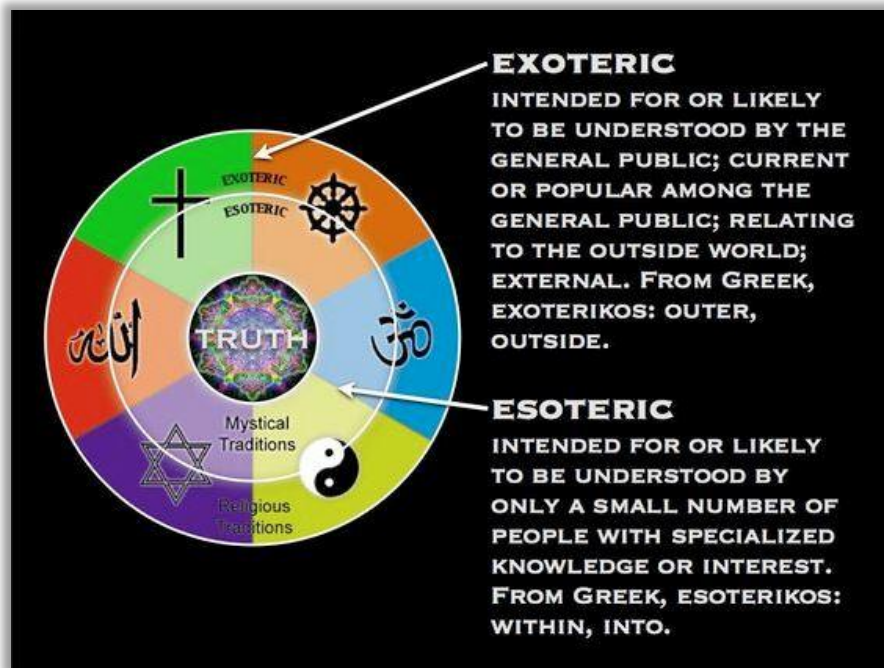 EXOTERIC
INTENDED FOR OR LIKELY
TO BE UNDERSTOOD BY THE
GENERAL PUBLIC; CURRENT
OR POPULAR AMONG THE
GENERAL PUBLIC; RELATING
TO THE OUTSIDE WORLD;
EXTERNAL. FROM GREEK,
EXOTERIKOS: OUTER,
OUTSIDE.
ESOTERIC
INTENDED FOR OR LIKELY
TO BE UNDERSTOOD BY
ONLY A SMALL NUMBER OF
PEOPLE WITH SPECIALIZED
KNOWLEDGE OR INTEREST.
FROM GREEK, ESOTERIKOS:
WITHIN, INTO.
EXOTERIC
ESOTERIC
الله
ॐ
TRUTH
Mystical
Traditions
Religious
Traditions